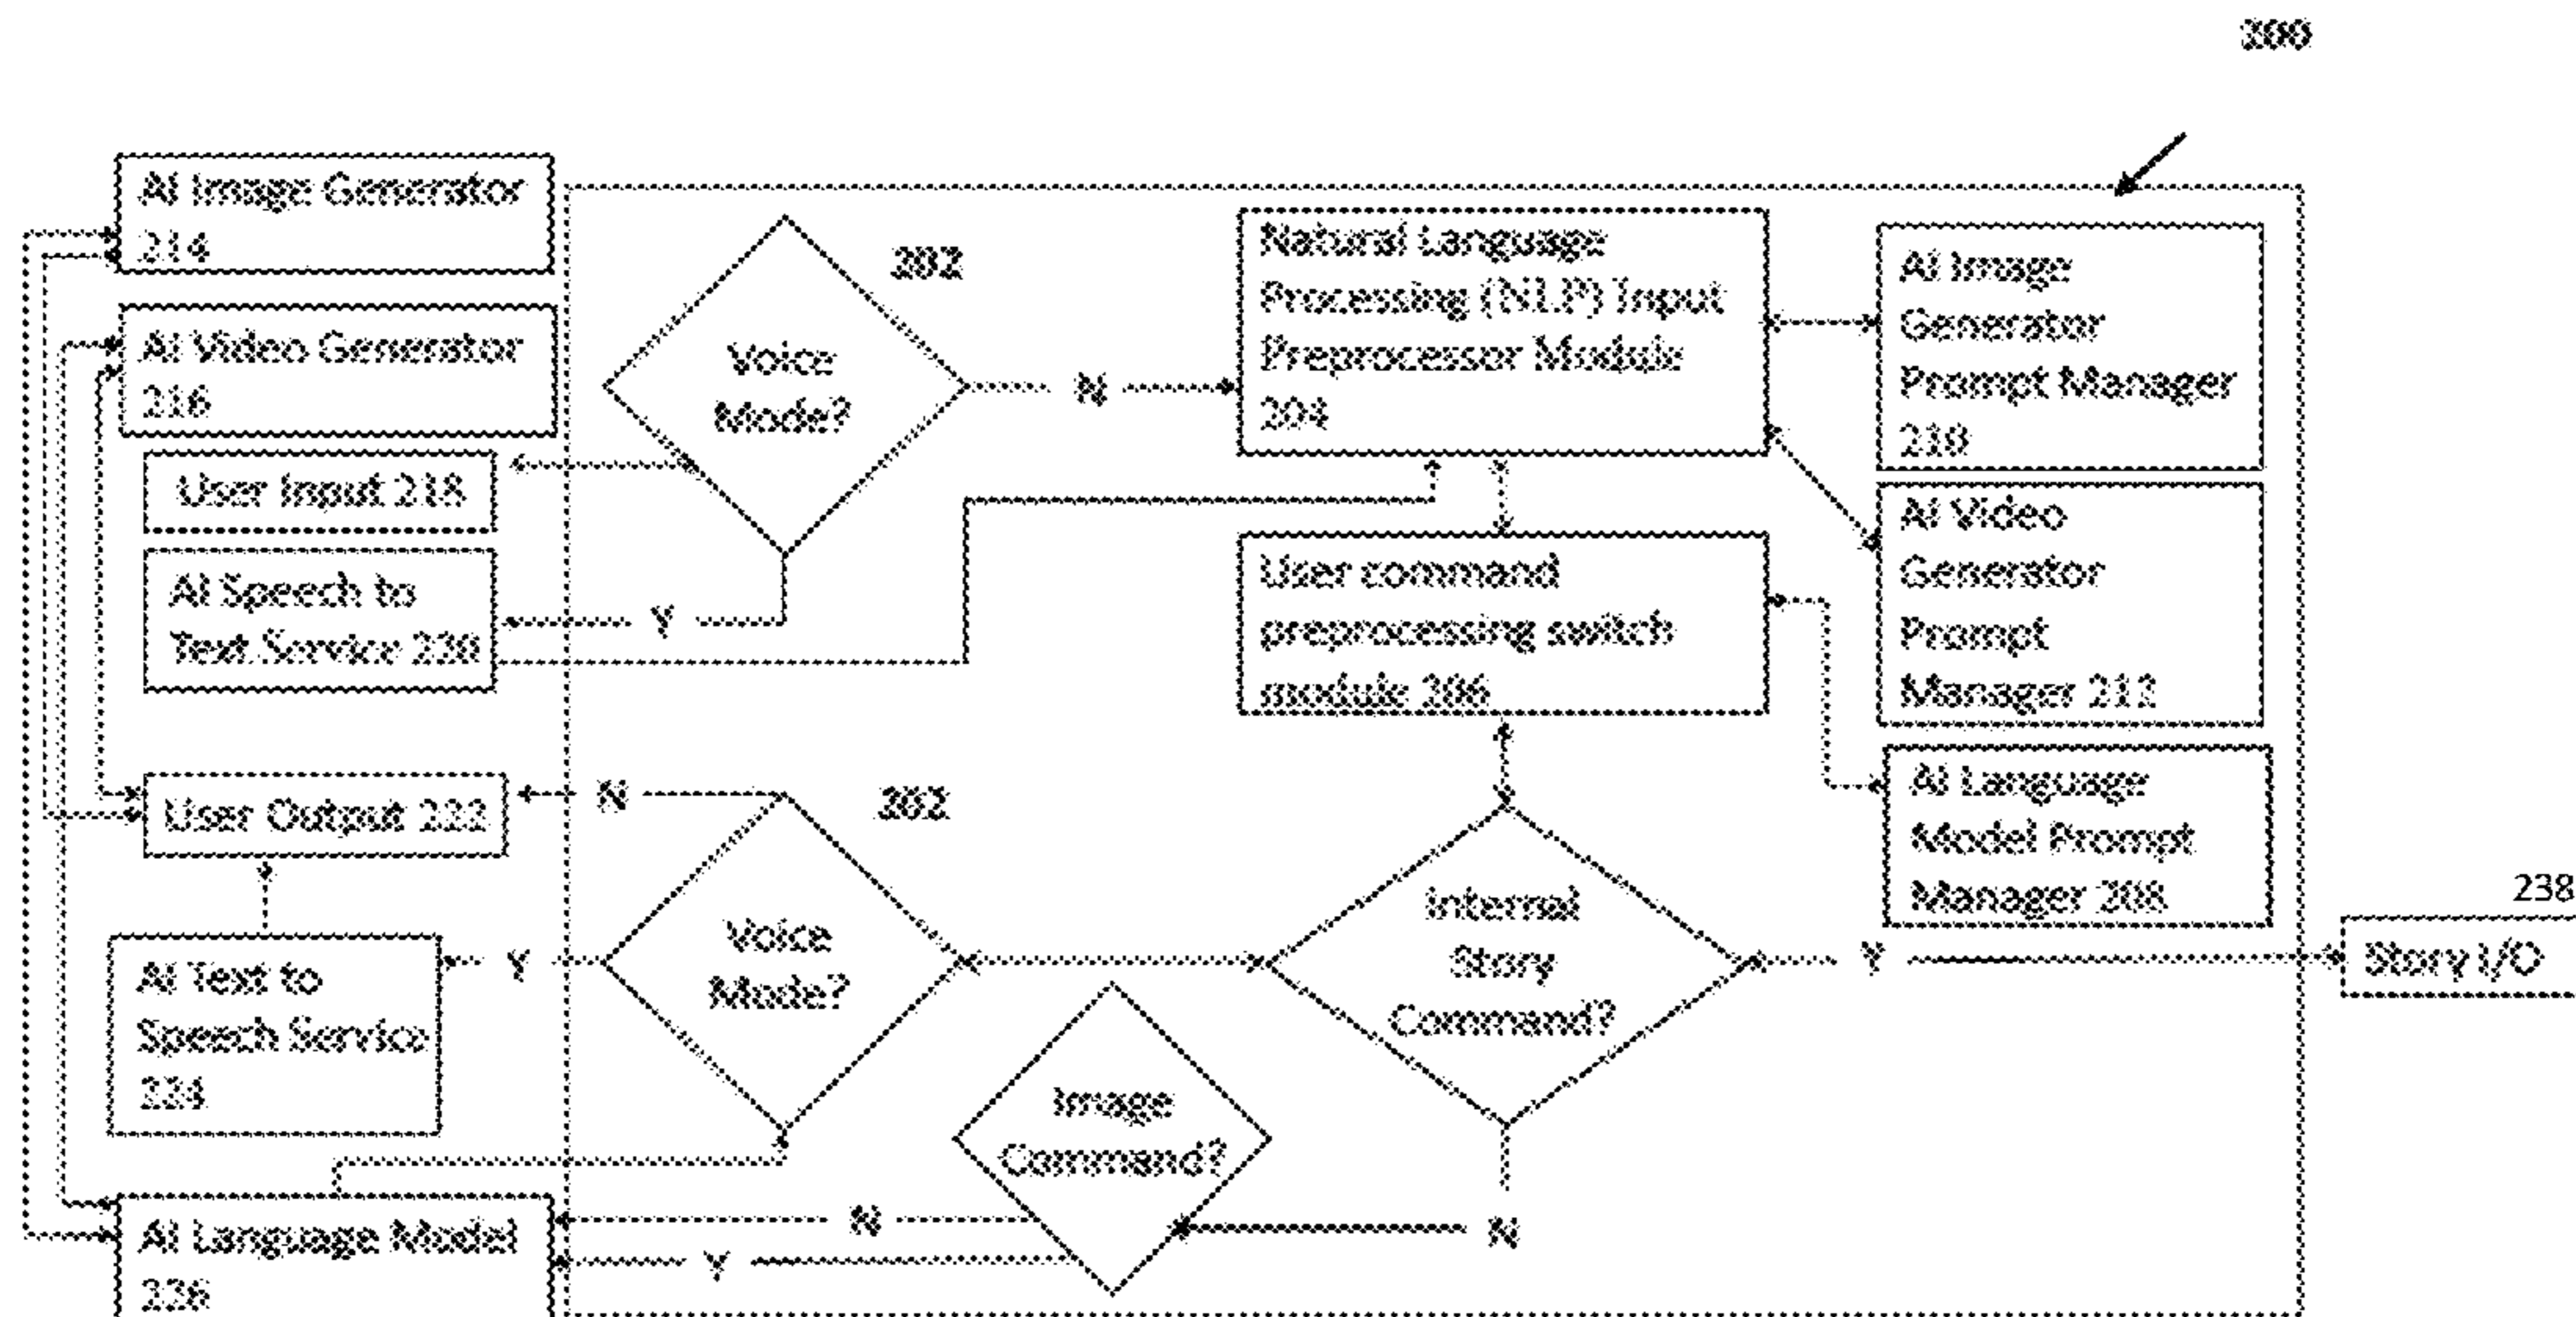 200
AI Image Generator
214
AI Video Generator
216
User Input 218
AI Speech to
Text Service 220
202
Voice
Mode?
N
Y
Natural Language
Processing (NLP) Input
Preprocessor Module
204
AI Image
Generator
Prompt Manager
210
User command
preprocessing switch
module 206
AI Video
Generator
Prompt
Manager 212
AI Language
Model Prompt
Manager 208
User Output 222
N
202
Voice
Mode?
Y
AI Text to
Speech Service
224
Internal
Story
Command?
Y
238
Story I/O
Image
Command?
N
N
Y
AI Language Model